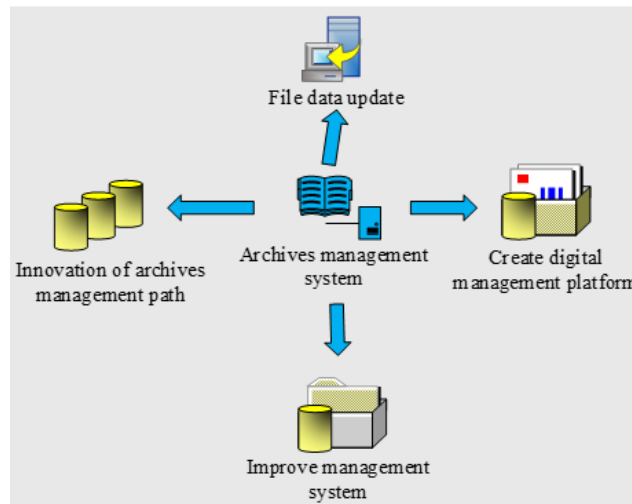 File data update
Innovation of archives
management path
Archives management
system
Create digital
management platform
Improve management
system